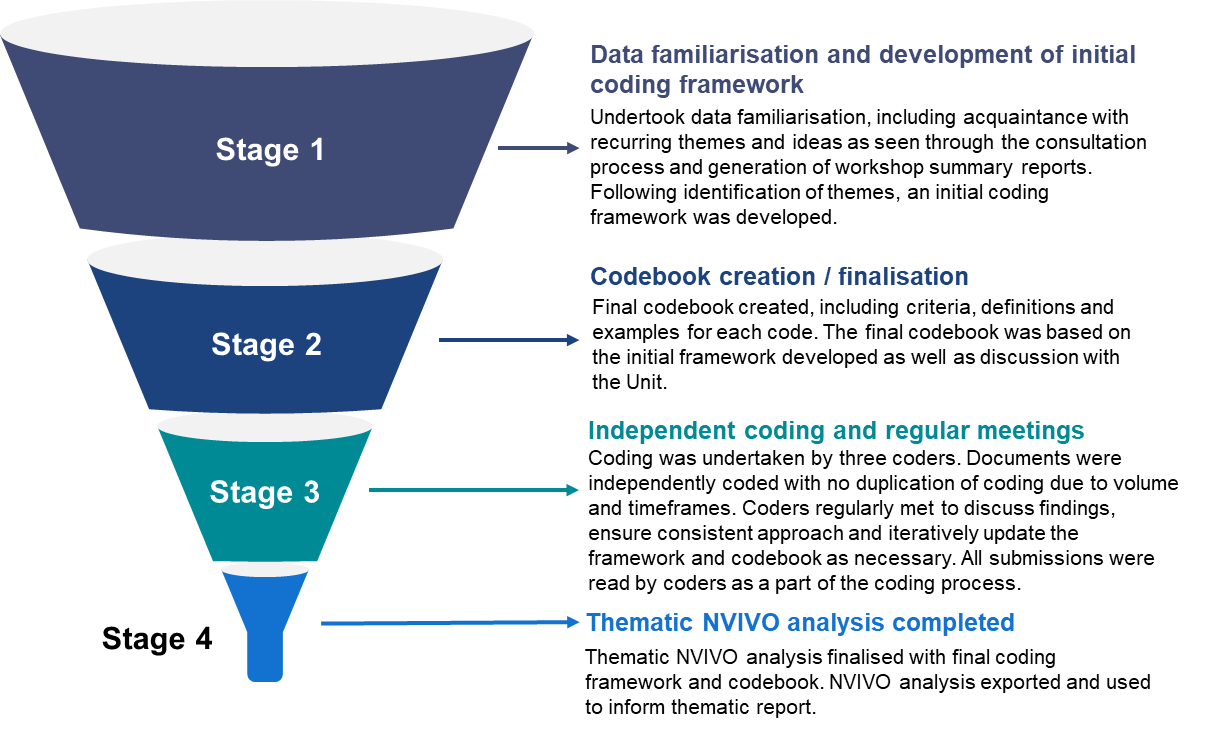 Stage 1
Data familiarisation and development of initial
coding framework
Undertook data familiarisation, including acquaintance with
recurring themes and ideas as seen through the consultation
process and generation of workshop summary reports.
Following identification of themes, an initial coding
framework was developed.
Stage 2
Codebook creation / finalisation
Final codebook created, including criteria, definitions and
examples for each code. The final codebook was based on
the initial framework developed as well as discussion with
the Unit.
Stage 3
Independent coding and regular meetings
Coding was undertaken by three coders. Documents were
independently coded with no duplication of coding due to volume
and timeframes. Coders regularly met to discuss findings,
ensure consistent approach and iteratively update the
framework and codebook as necessary. All submissions were
read by coders as a part of the coding process.
Stage 4
Thematic NVIVO analysis completed
Thematic NVIVO analysis finalised with final coding
framework and codebook. NVIVO analysis exported and used
to inform thematic report.